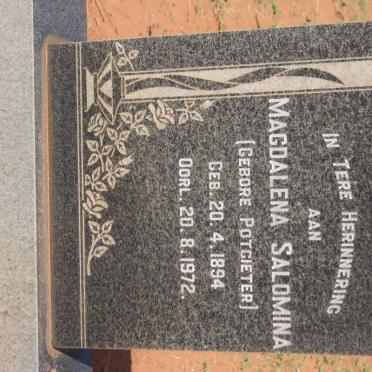 IN TERE HERINNERING
AAN
MAGDALENA SALOMINA
(GEBORE POTGIETER)
GEB. 20. 4. 1894
OORL. 20. 8. 1972.